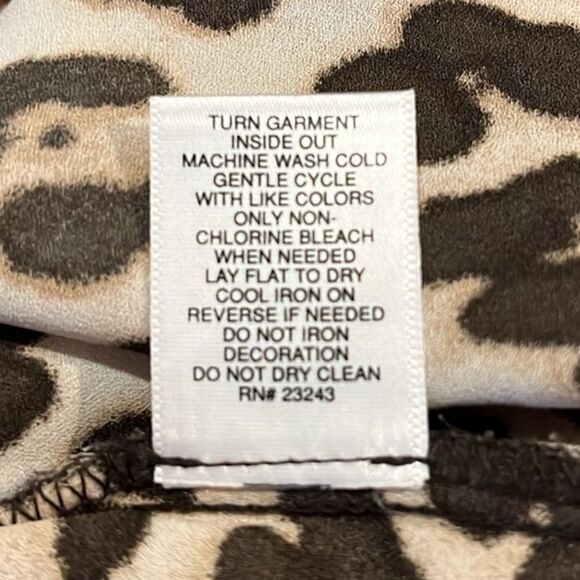 TURN GARMENT
INSIDE OUT
MACHINE WASH COLD
GENTLE CYCLE
WITH LIKE COLORS
ONLY NON-
CHLORINE BLEACH
WHEN NEEDED
LAY FLAT TO DRY
COOL IRON ON
REVERSE IF NEEDED
DO NOT IRON
DECORATION
DO NOT DRY CLEAN
RN# 23243